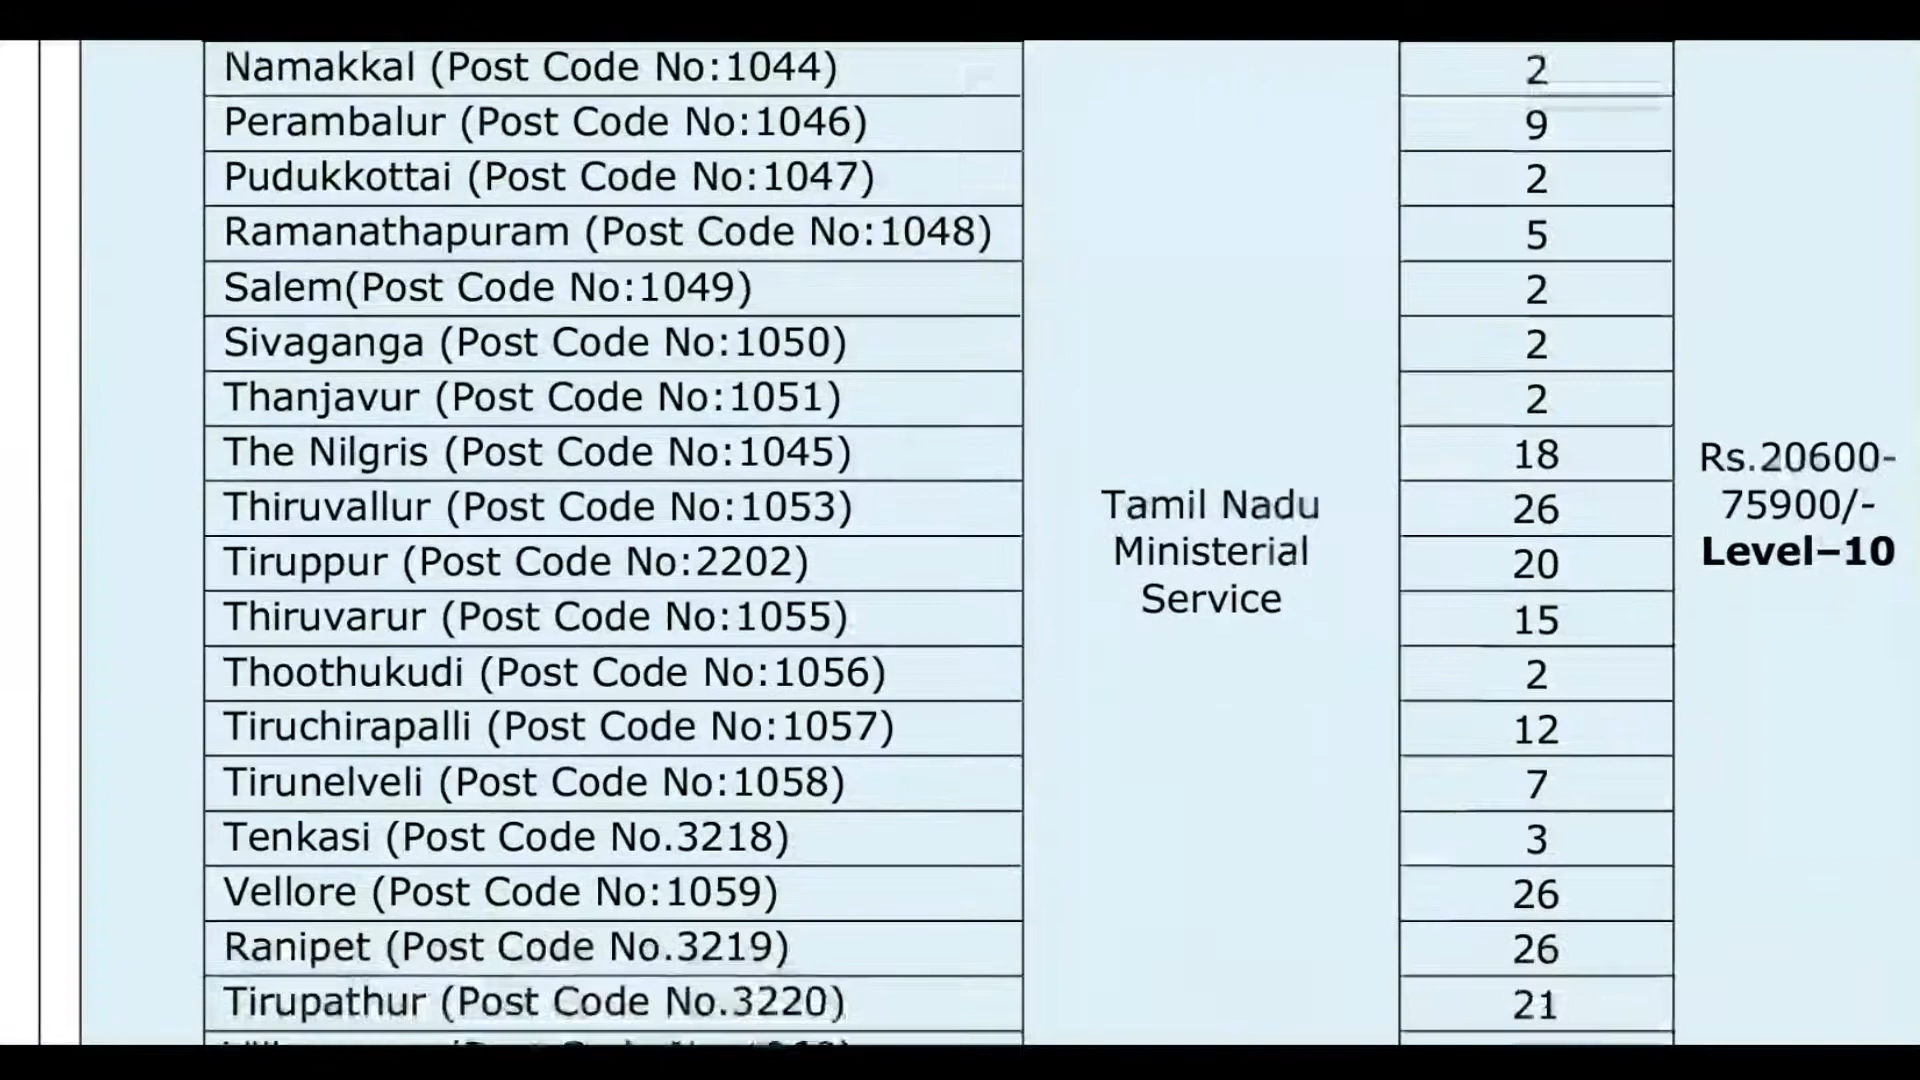 Namakkal (Post Code No:1044) 2
Perambalur (Post Code No:1046) 9
Pudukkottai (Post Code No:1047) 2
Ramanathapuram (Post Code No:1048) 5
Salem(Post Code No:1049) 2
Sivaganga (Post Code No:1050) 2
Thanjavur (Post Code No:1051) 2
The Nilgris (Post Code No:1045) 18
Thiruvallur (Post Code No:1053) 26
Tiruppur (Post Code No:2202) 20
Thiruvarur (Post Code No:1055) 15
Thoothukudi (Post Code No:1056) 2
Tiruchirapalli (Post Code No:1057) 12
Tirunelveli (Post Code No:1058) 7
Tenkasi (Post Code No.3218) 3
Vellore (Post Code No:1059) 26
Ranipet (Post Code No.3219) 26
Tirupathur (Post Code No.3220) 21
Tamil Nadu
Ministerial
Service
Rs.20600-
75900/-
Level–10